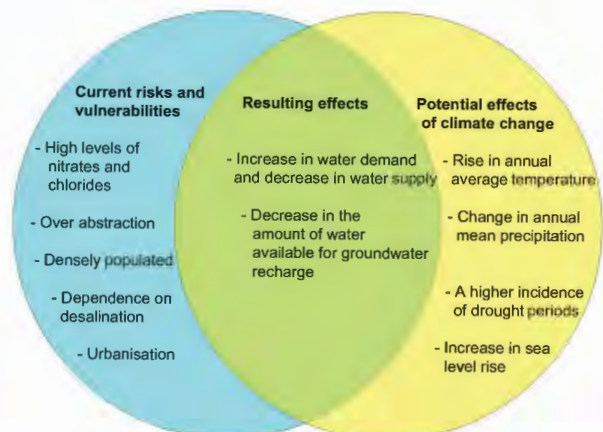 Current risks and
vulnerabilities
- High levels of
nitrates and
chlorides
- Over abstraction
- Densely populated
- Dependence on
desalination
- Urbanisation
Resulting effects
- Increase in water demand
and decrease in water supply
- Decrease in the
amount of water
available for groundwater
recharge
Potential effects
of climate change
- Rise in annual
average temperature
- Change in annual
mean precipitation
- A higher incidence
of drought periods
- Increase in sea
level rise